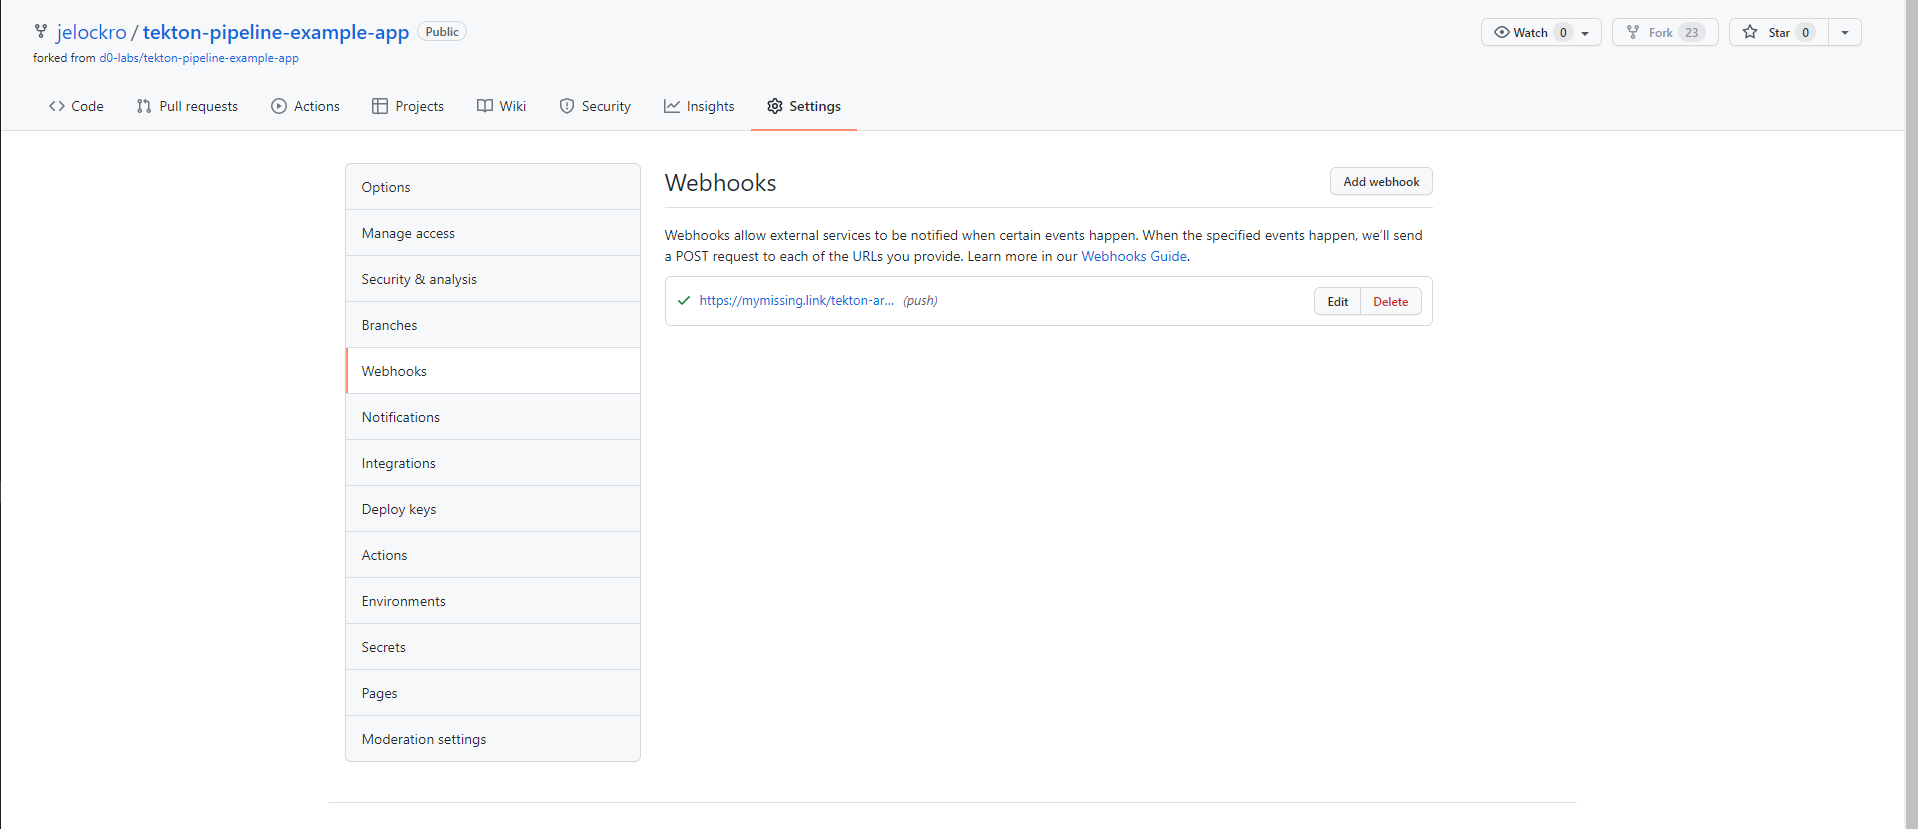 jelockro / tekton-pipeline-example-app Public
Watch 0 Fork 23 Star 0
forked from d0-labs/tekton-pipeline-example-app
Code Pull requests Actions Projects Wiki Security Insights Settings
Options
Manage access
Security & analysis
Branches
Webhooks
Notifications
Integrations
Deploy keys
Actions
Environments
Secrets
Pages
Moderation settings
Webhooks
Add webhook
Webhooks allow external services to be notified when certain events happen. When the specified events happen, we’ll send
a POST request to each of the URLs you provide. Learn more in our Webhooks Guide.
https://mymissing.link/tekton-ar... (push) Edit Delete